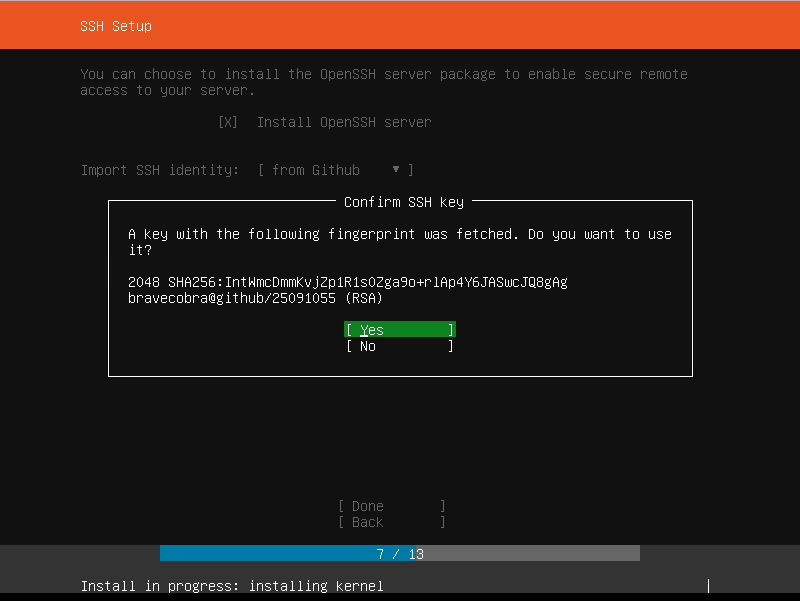 SSH Setup
You can choose to install the OpenSSH server package to enable secure remote
access to your server.
[X] Install OpenSSH server
Import SSH identity: [ from Github ▾ ]
Confirm SSH key
A key with the following fingerprint was fetched. Do you want to use
it?
2048 SHA256:IntWmcDmmKvjZp1R1s0Zga9o+rlAp4Y6JASwcJQ8gAg
bravecobra@github/25091055 (RSA)
[ Yes ]
[ No ]
[ Done ]
[ Back ]
7 / 13
Install in progress: installing kernel |